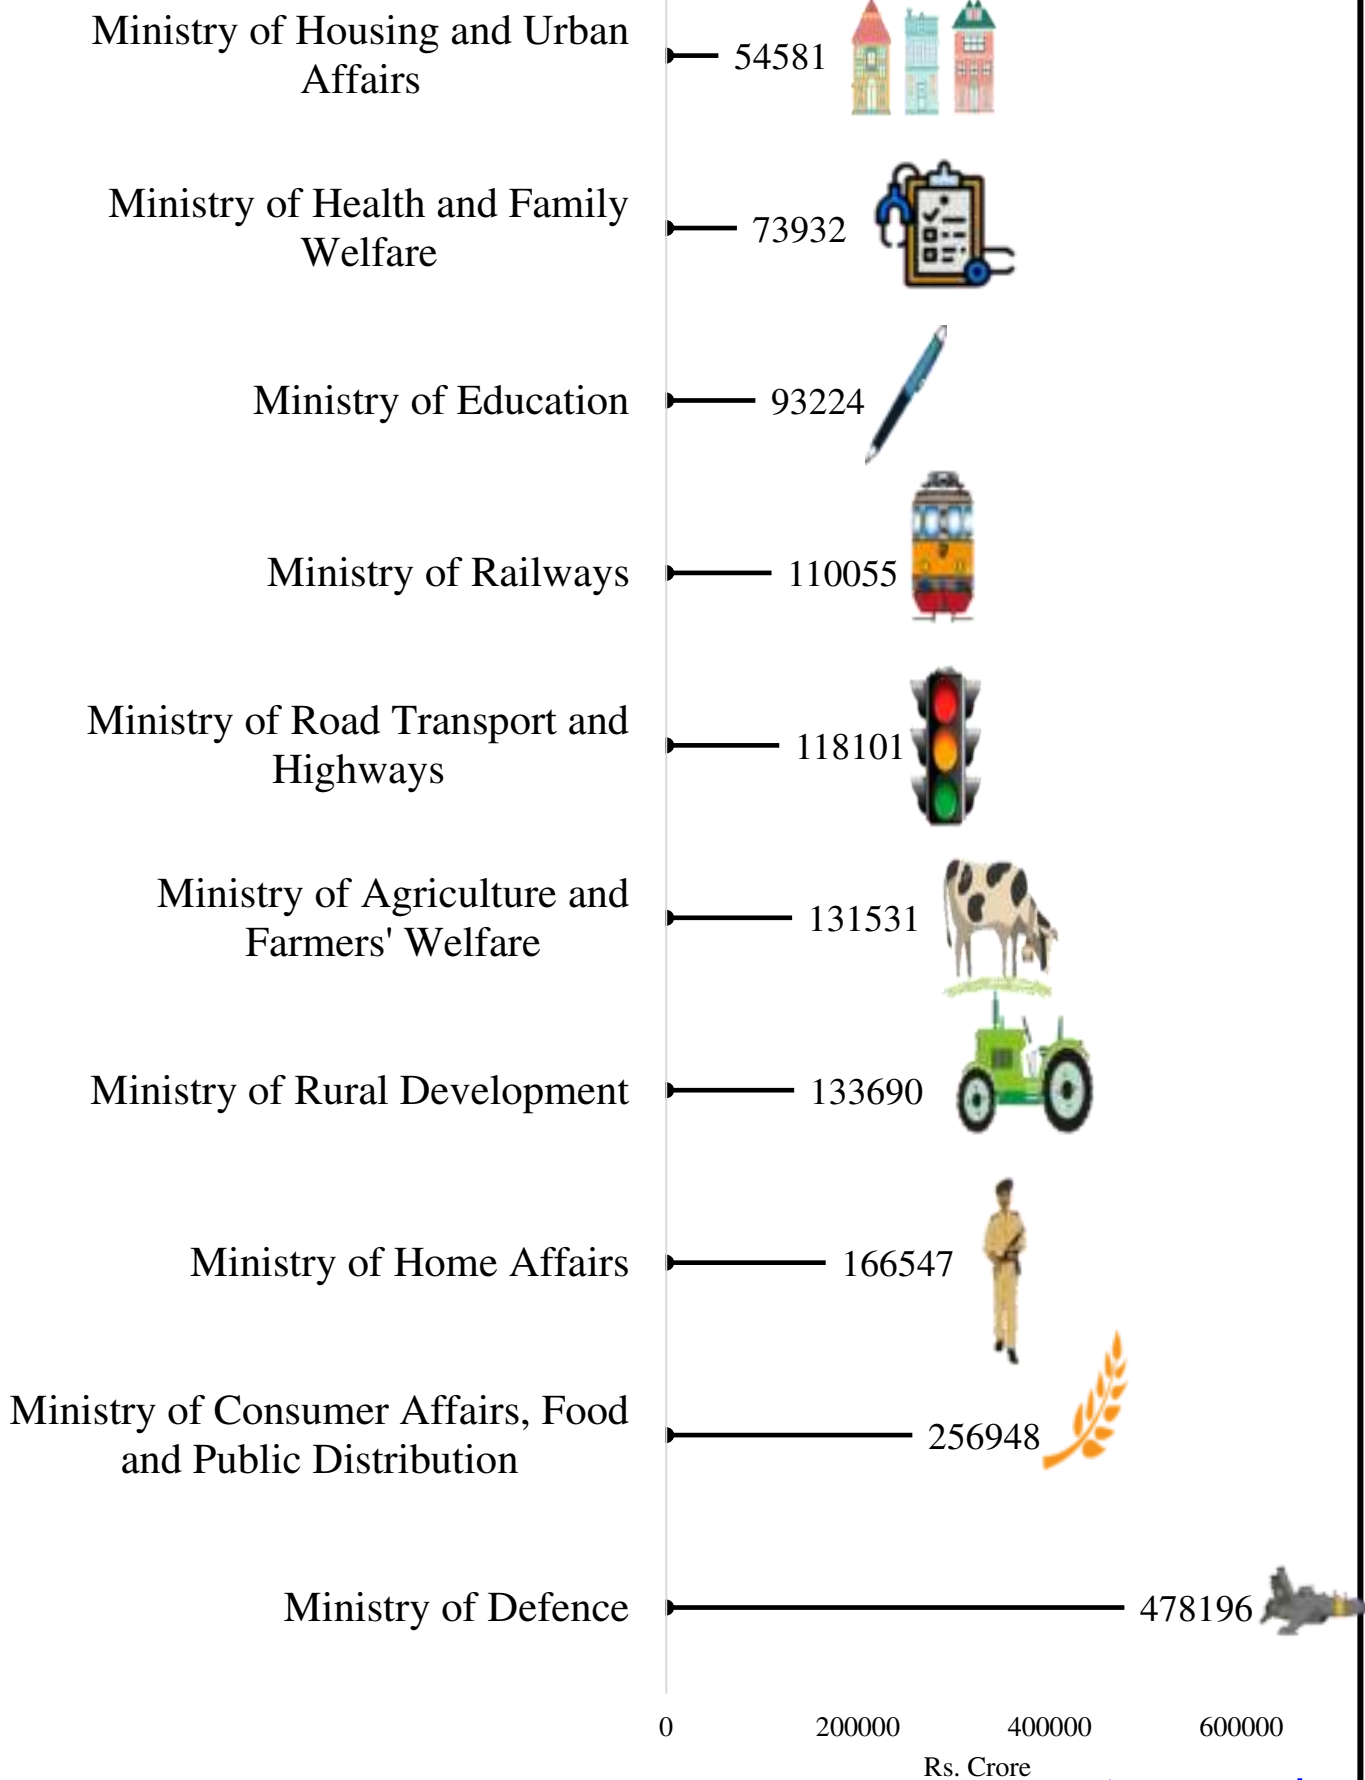 Ministry of Housing and Urban
Affairs
54581
Ministry of Health and Family
Welfare
73932
Ministry of Education
93224
Ministry of Railways
110055
Ministry of Road Transport and
Highways
118101
Ministry of Agriculture and
Farmers' Welfare
131531
Ministry of Rural Development
133690
Ministry of Home Affairs
166547
Ministry of Consumer Affairs, Food
and Public Distribution
256948
Ministry of Defence
478196
0 200000 400000 600000
Rs. Crore